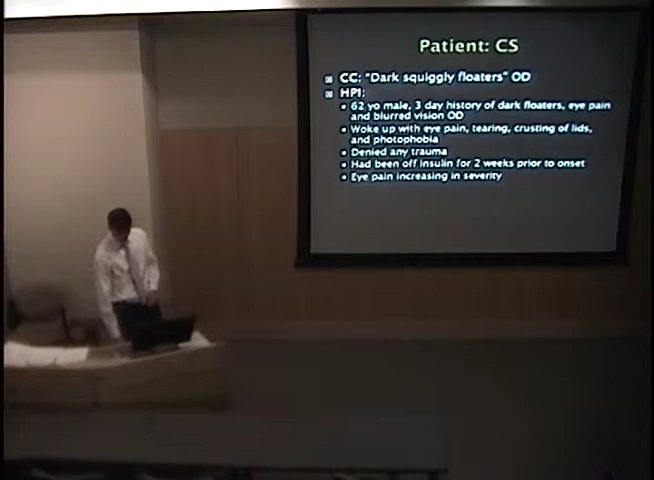 Patient: CS
CC: "Dark squiggly floaters" OD
HPI:
62 yo male, 3 day history of dark floaters, eye pain
and blurred vision OD
Woke up with eye pain, tearing, crusting of lids,
and photophobia
Denied any trauma
Had been off insulin for 2 weeks prior to onset
Eye pain increasing in severity